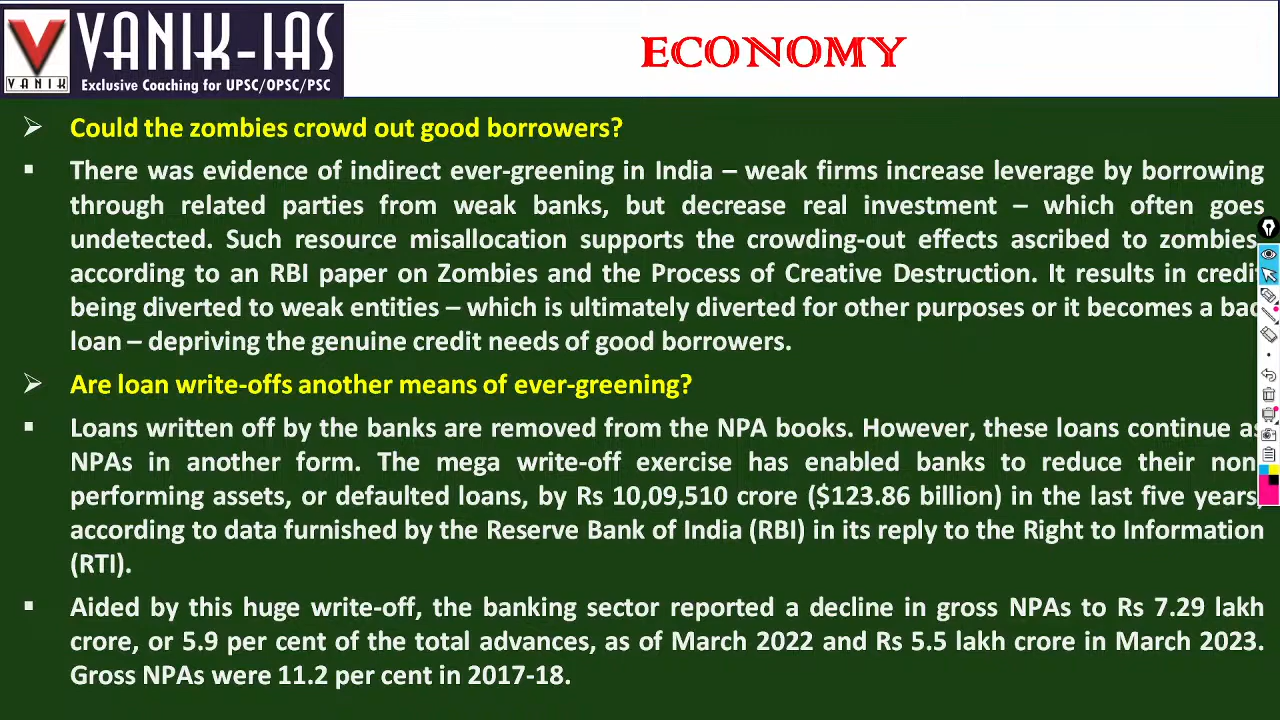 VANIK-IAS
VANIK
Exclusive Coaching for UPSC/OPSC/PSC
ECONOMY
Could the zombies crowd out good borrowers?
There was evidence of indirect ever-greening in India – weak firms increase leverage by borrowing
through related parties from weak banks, but decrease real investment – which often goes
undetected. Such resource misallocation supports the crowding-out effects ascribed to zombies,
according to an RBI paper on Zombies and the Process of Creative Destruction. It results in credit
being diverted to weak entities – which is ultimately diverted for other purposes or it becomes a bad
loan – depriving the genuine credit needs of good borrowers.
Are loan write-offs another means of ever-greening?
Loans written off by the banks are removed from the NPA books. However, these loans continue as
NPAs in another form. The mega write-off exercise has enabled banks to reduce their non
performing assets, or defaulted loans, by Rs 10,09,510 crore ($123.86 billion) in the last five years,
according to data furnished by the Reserve Bank of India (RBI) in its reply to the Right to Information
(RTI).
Aided by this huge write-off, the banking sector reported a decline in gross NPAs to Rs 7.29 lakh
crore, or 5.9 per cent of the total advances, as of March 2022 and Rs 5.5 lakh crore in March 2023.
Gross NPAs were 11.2 per cent in 2017-18.